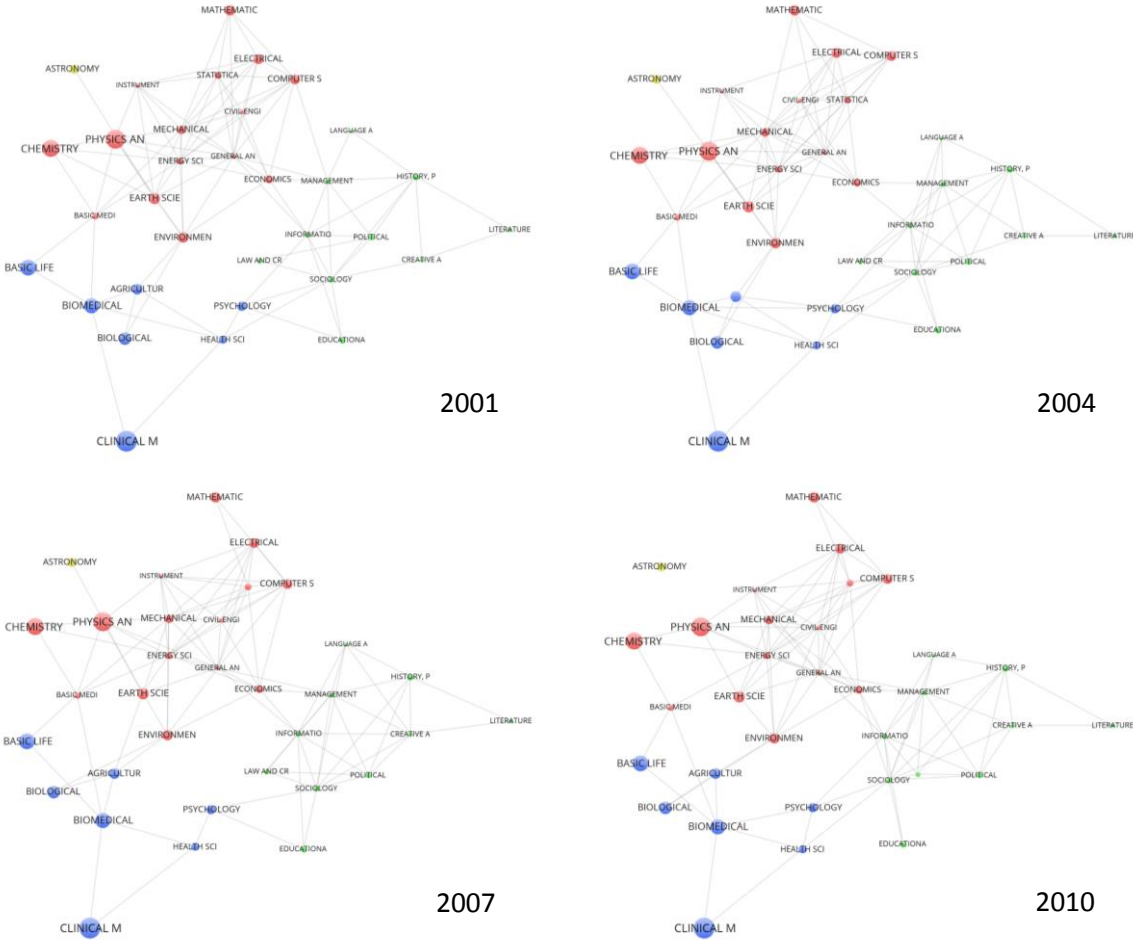 MATHEMATIC
ELECTRICAL
ASTRONOMY
STATISTICA
COMPUTER S
INSTRUMENT
CIVIL ENGI
MECHANICAL
LANGUAGE A
PHYSICS AN
CHEMISTRY
GENERAL AN
ENERGY SCI
ECONOMICS
MANAGEMENT
HISTORY, P
EARTH SCIE
BASIC MEDI
LITERATURE
ENVIRONMEN
INFORMATIO
POLITICAL
LAW AND CR
CREATIVE A
BASIC LIFE
SOCIOLOGY
AGRICULTUR
BIOMEDICAL
PSYCHOLOGY
BIOLOGICAL
HEALTH SCI
EDUCATIONA
2001
CLINICAL M
MATHEMATIC
ELECTRICAL
COMPUTER S
ASTRONOMY
INSTRUMENT
CIVIL ENGI
STATISTICA
MECHANICAL
LANGUAGE A
CHEMISTRY
PHYSICS AN
GENERAL AN
ENERGY SCI
HISTORY, P
ECONOMICS
MANAGEMENT
EARTH SCIE
BASIC MEDI
INFORMATIO
CREATIVE A
LITERATURE
ENVIRONMEN
LAW AND CR
POLITICAL
BASIC LIFE
SOCIOLOGY
BIOMEDICAL
PSYCHOLOGY
EDUCATIONA
BIOLOGICAL
HEALTH SCI
2004
CLINICAL M
MATHEMATIC
ELECTRICAL
ASTRONOMY
INSTRUMENT
COMPUTER S
PHYSICS AN
MECHANICAL
CIVIL ENGI
CHEMISTRY
LANGUAGE A
ENERGY SCI
GENERAL AN
HISTORY, P
BASIC MEDI
EARTH SCIE
ECONOMICS
MANAGEMENT
LITERATURE
BASIC LIFE
ENVIRONMEN
INFORMATIO
CREATIVE A
AGRICULTUR
LAW AND CR
POLITICAL
BIOLOGICAL
SOCIOLOGY
PSYCHOLOGY
BIOMEDICAL
HEALTH SCI
EDUCATIONA
2007
CLINICAL M
MATHEMATIC
ELECTRICAL
ASTRONOMY
COMPUTER S
INSTRUMENT
MECHANICAL
PHYSICS AN
CIVIL ENGI
CHEMISTRY
ENERGY SCI
LANGUAGE A
HISTORY, P
GENERAL AN
ECONOMICS
MANAGEMENT
EARTH SCIE
BASIC MEDI
CREATIVE A
LITERATURE
ENVIRONMEN
INFORMATIO
BASIC LIFE
AGRICULTUR
SOCIOLOGY
POLITICAL
BIOLOGICAL
PSYCHOLOGY
BIOMEDICAL
EDUCATIONA
HEALTH SCI
2010
CLINICAL M